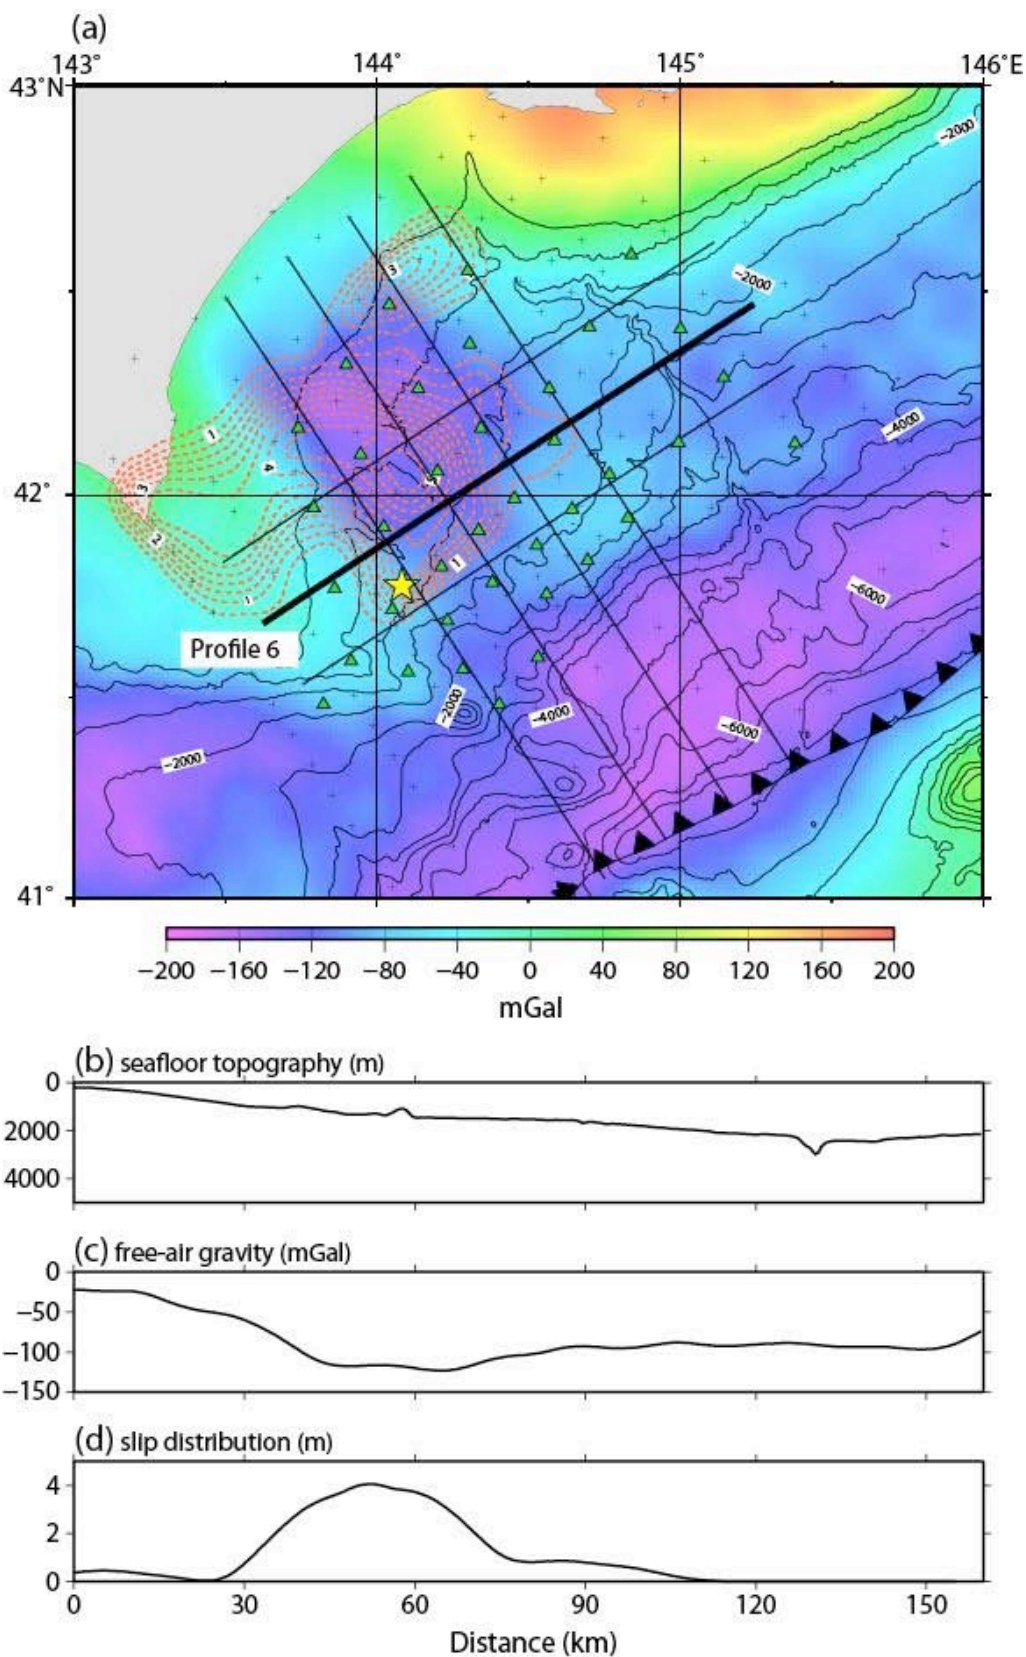 (a)
143° 144° 145° 146°E
43°N
-2000
3
-2000
1
-4000
4
3
42°
2
1
-6000
1
Profile 6
-2000
-4000
-6000
-2000
41°
-200 -160 -120 -80 -40 0 40 80 120 160 200
mGal
(b) seafloor topography (m)
0
2000
4000
(c) free-air gravity (mGal)
0
-50
-100
-150
(d) slip distribution (m)
4
2
0
0 30 60 90 120 150
Distance (km)